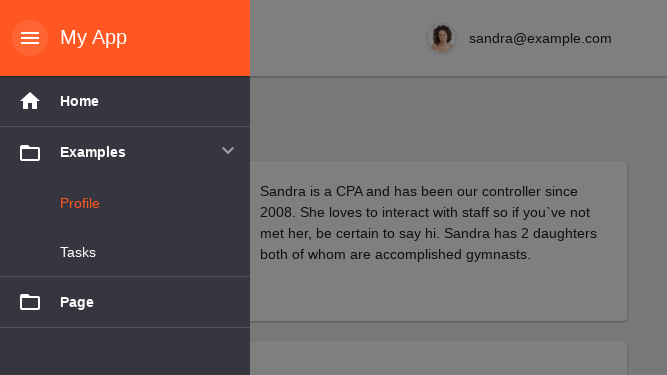 My App
sandra@example.com
Home
Examples
Profile
Tasks
Page
Sandra is a CPA and has been our controller since
2008. She loves to interact with staff so if you`ve not
met her, be certain to say hi. Sandra has 2 daughters
both of whom are accomplished gymnasts.